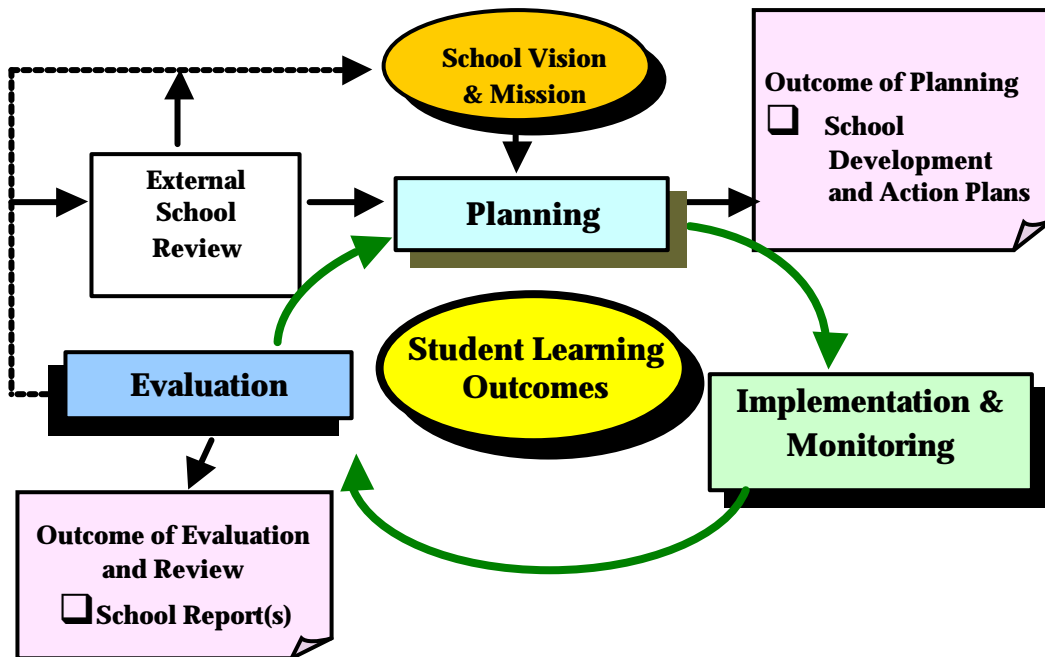 School Vision
& Mission
Outcome of Planning
❑ School
Development
and Action Plans
External
School
Review
Planning
Student Learning
Outcomes
Evaluation
Implementation &
Monitoring
Outcome of Evaluation
and Review
❑ School Report(s)